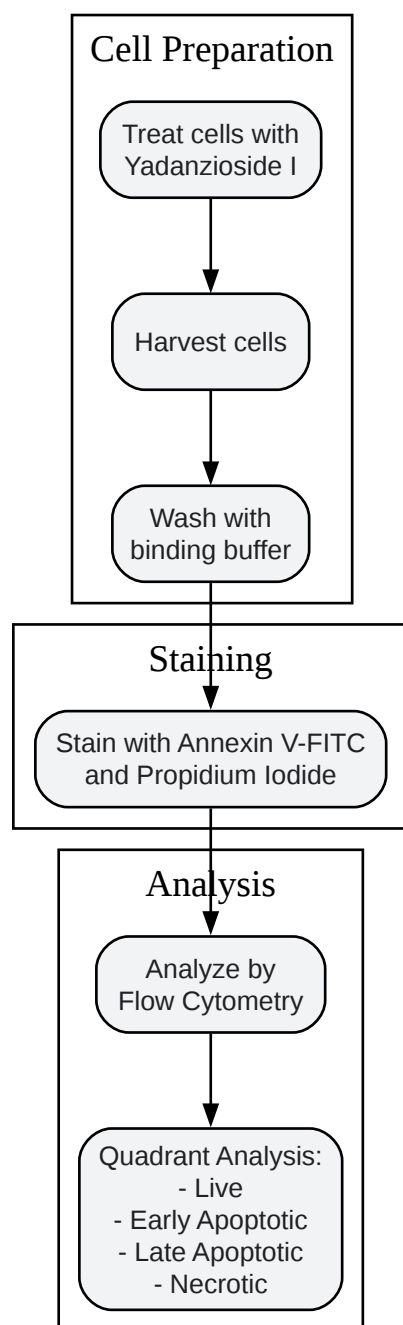 Cell Preparation
Treat cells with
Yadanzioside I
Harvest cells
Wash with
binding buffer
Staining
Stain with Annexin V-FITC
and Propidium Iodide
Analysis
Analyze by
Flow Cytometry
Quadrant Analysis:
- Live
- Early Apoptotic
- Late Apoptotic
- Necrotic